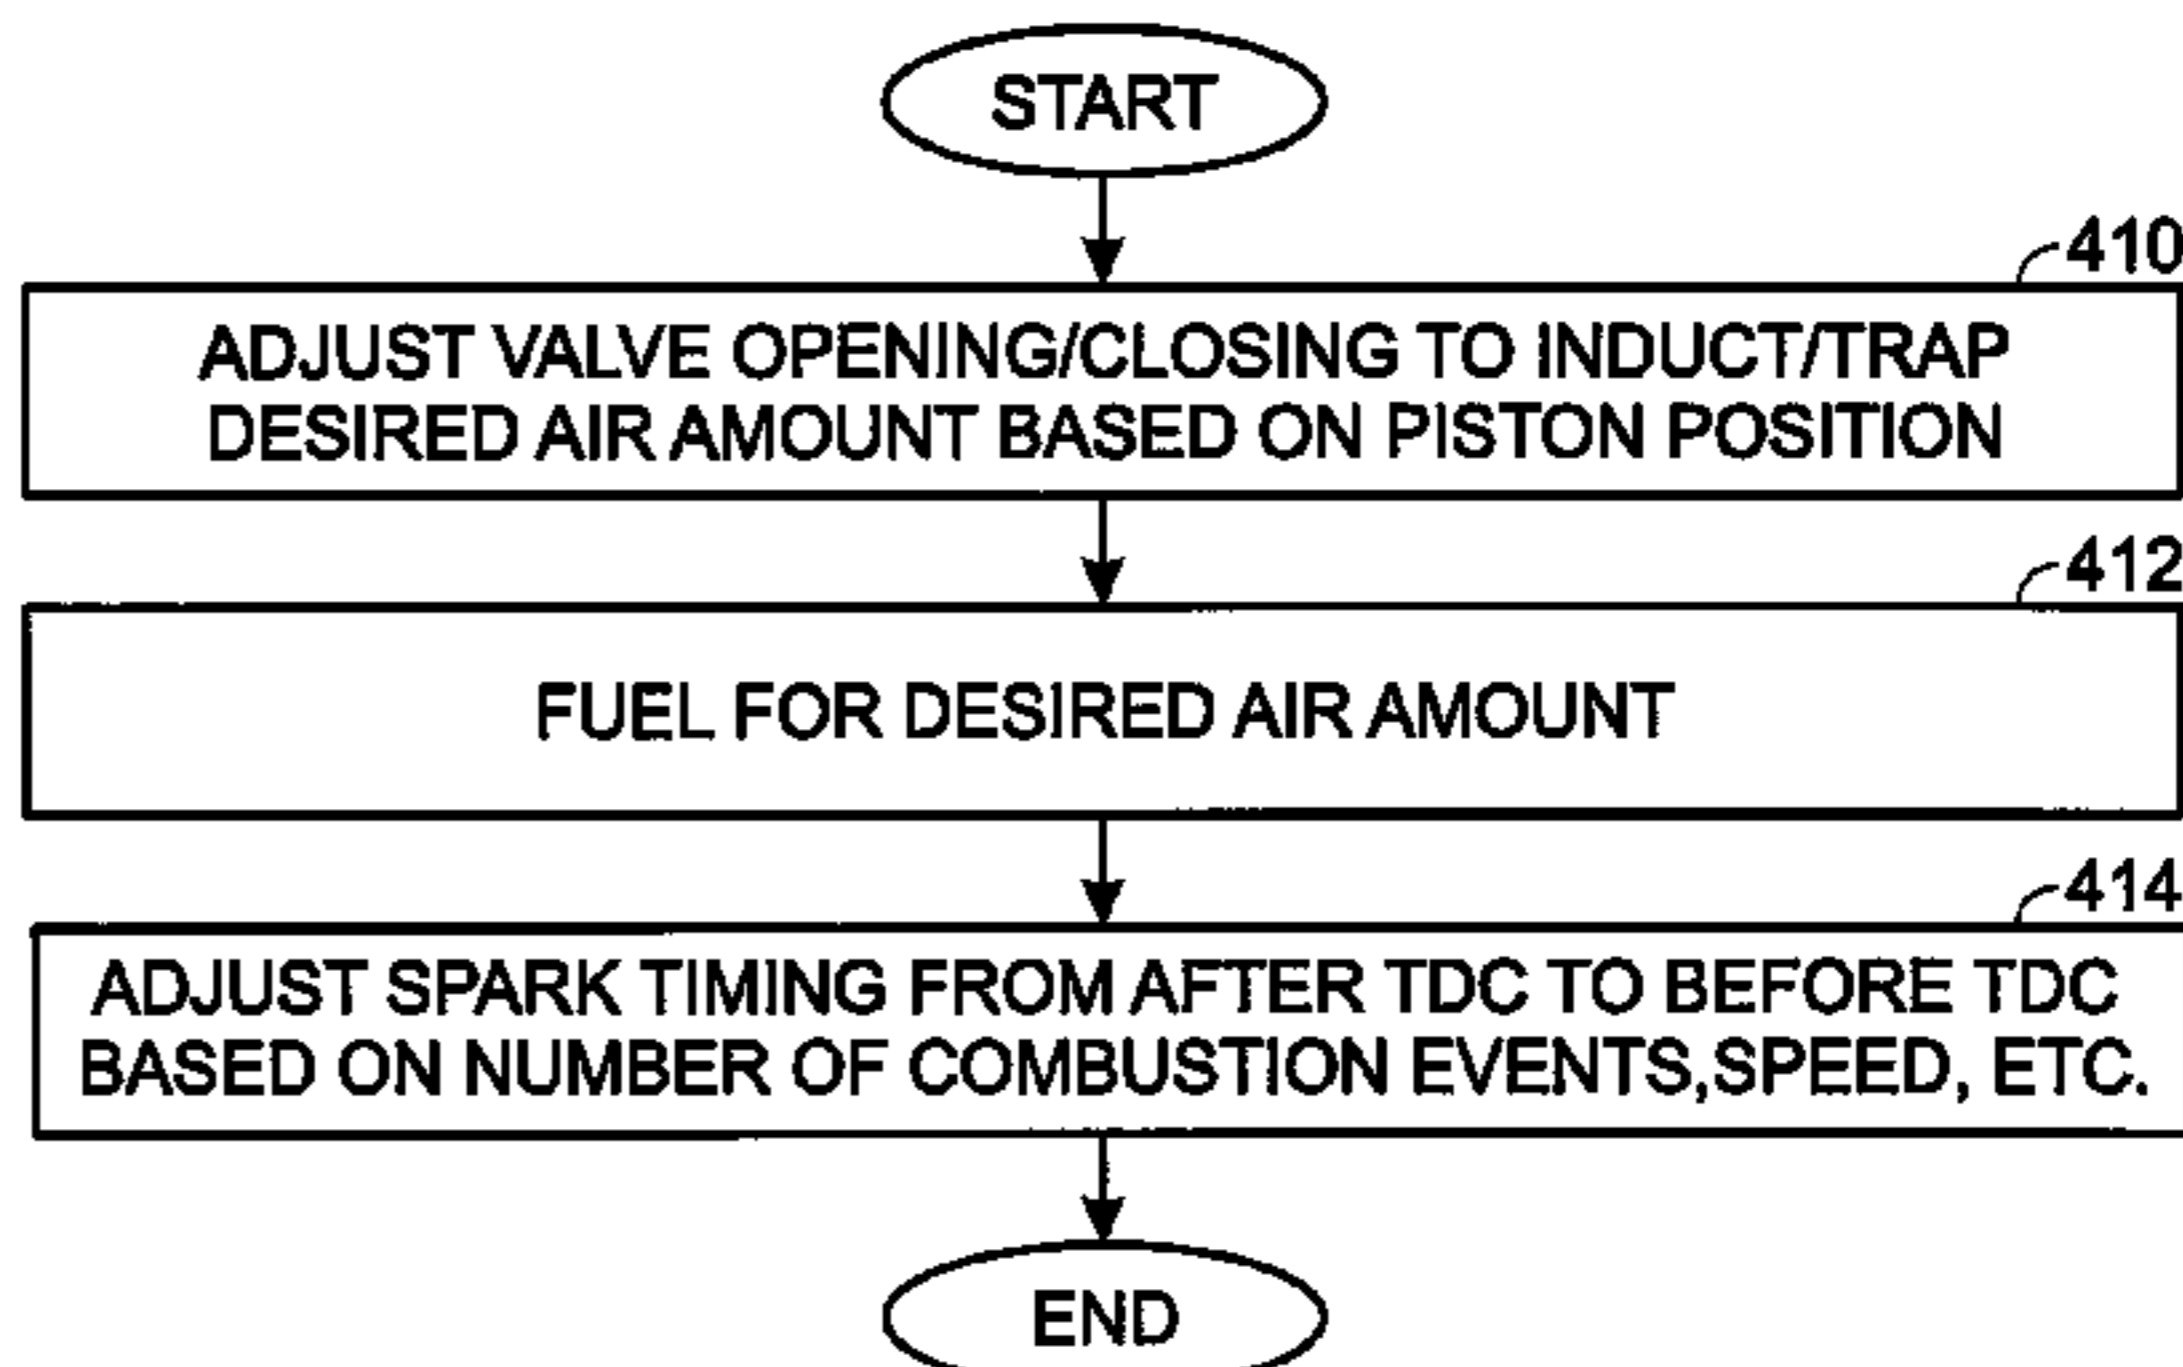 START
410
ADJUST VALVE OPENING/CLOSING TO INDUCT/TRAP
DESIRED AIR AMOUNT BASED ON PISTON POSITION
412
FUEL FOR DESIRED AIR AMOUNT
414
ADJUST SPARK TIMING FROM AFTER TDC TO BEFORE TDC
BASED ON NUMBER OF COMBUSTION EVENTS,SPEED, ETC.
END